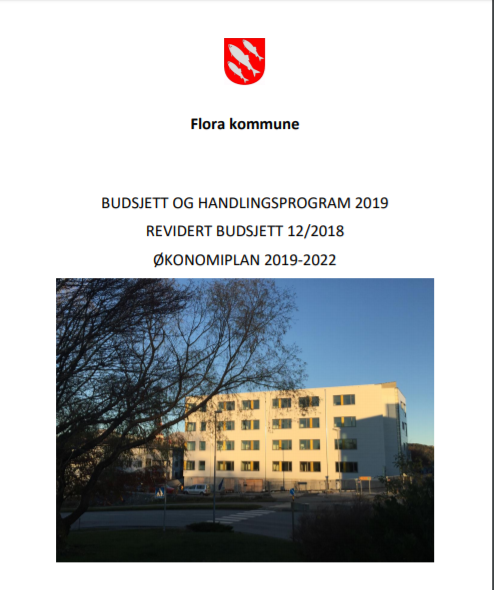 Flora kommune
BUDSJETT OG HANDLINGSPROGRAM 2019
REVIDERT BUDSJETT 12/2018
ØKONOMIPLAN 2019-2022